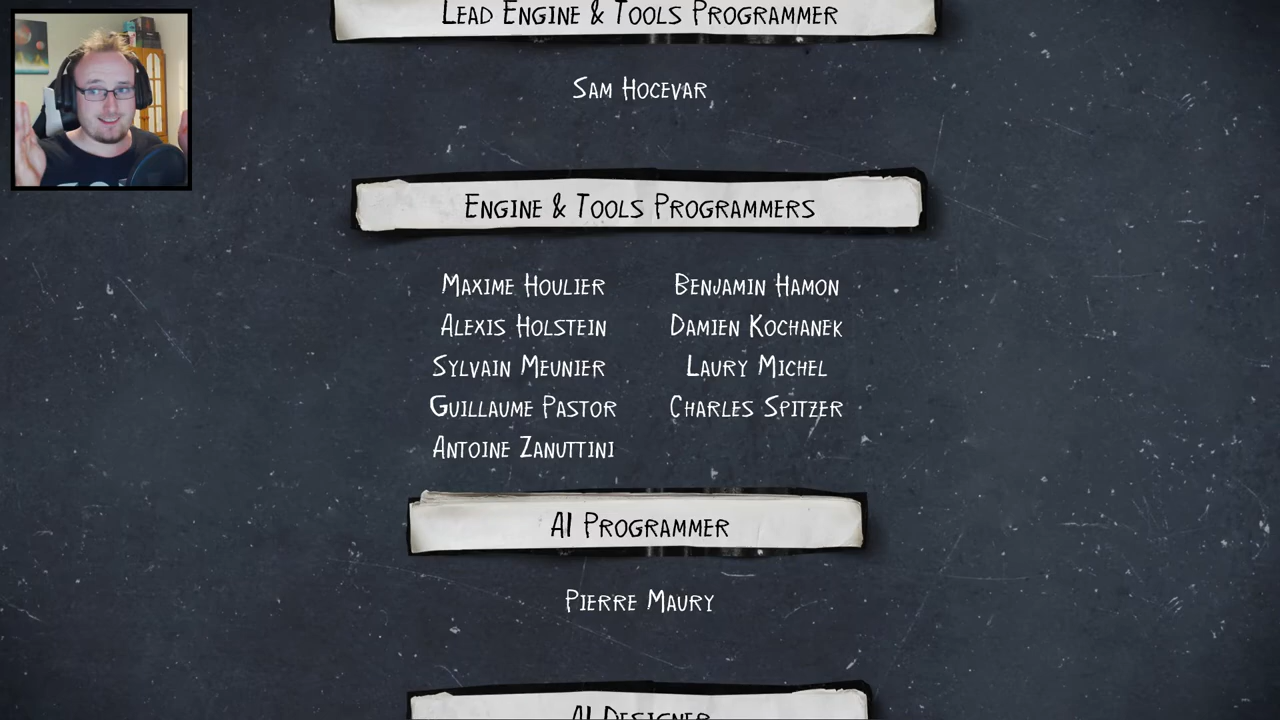 Lead Engine & Tools Programmer
Sam Hocevar
Engine & Tools Programmers
Maxime Houlier Benjamin Hamon
Alexis Holstein Damien Kochanek
Sylvain Meunier Laury Michel
Guillaume Pastor Charles Spitzer
Antoine Zanuttini
AI Programmer
Pierre Maury
AI Designer